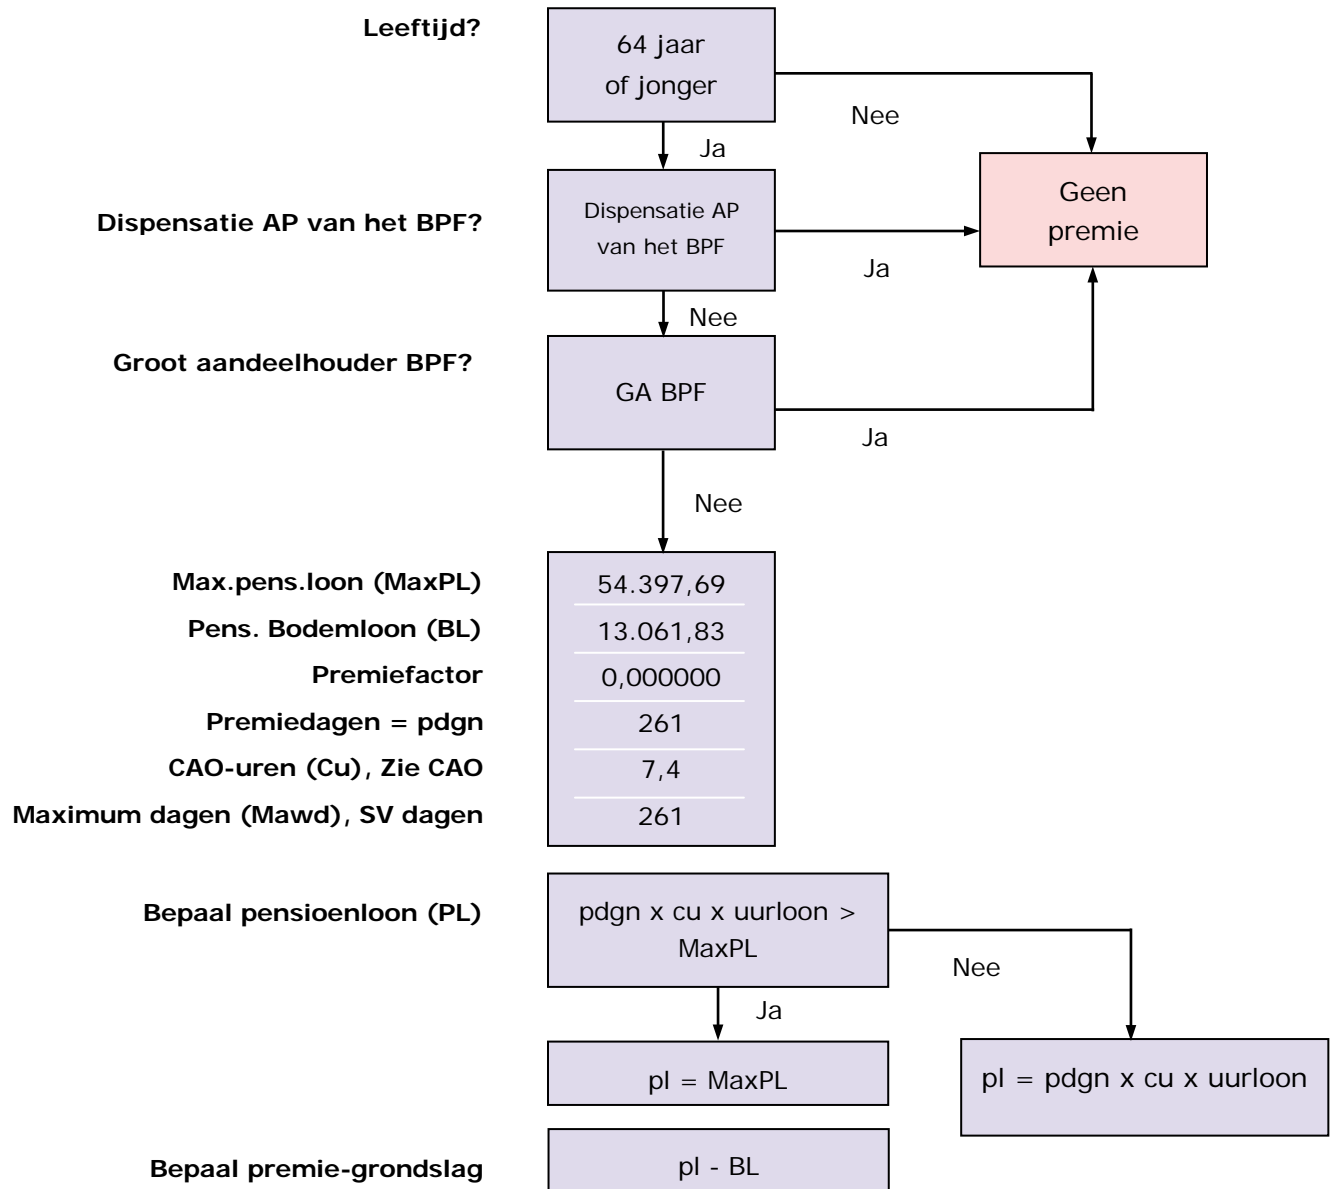 Leeftijd?
64 jaar
of jonger
Nee
Ja
Geen
premie
Dispensatie AP van het BPF?
Dispensatie AP
van het BPF
Ja
Nee
Groot aandeelhouder BPF?
GA BPF
Ja
Nee
Max.pens.loon (MaxPL)
54.397,69
Pens. Bodemloon (BL)
13.061,83
Premiefactor
0,000000
Premiedagen = pdgn
261
CAO-uren (Cu), Zie CAO
7,4
Maximum dagen (Mawd), SV dagen
261
Bepaal pensioenloon (PL)
pdgn x cu x uurloon >
MaxPL
Nee
Ja
pl = MaxPL
pl = pdgn x cu x uurloon
Bepaal premie-grondslag
pl - BL